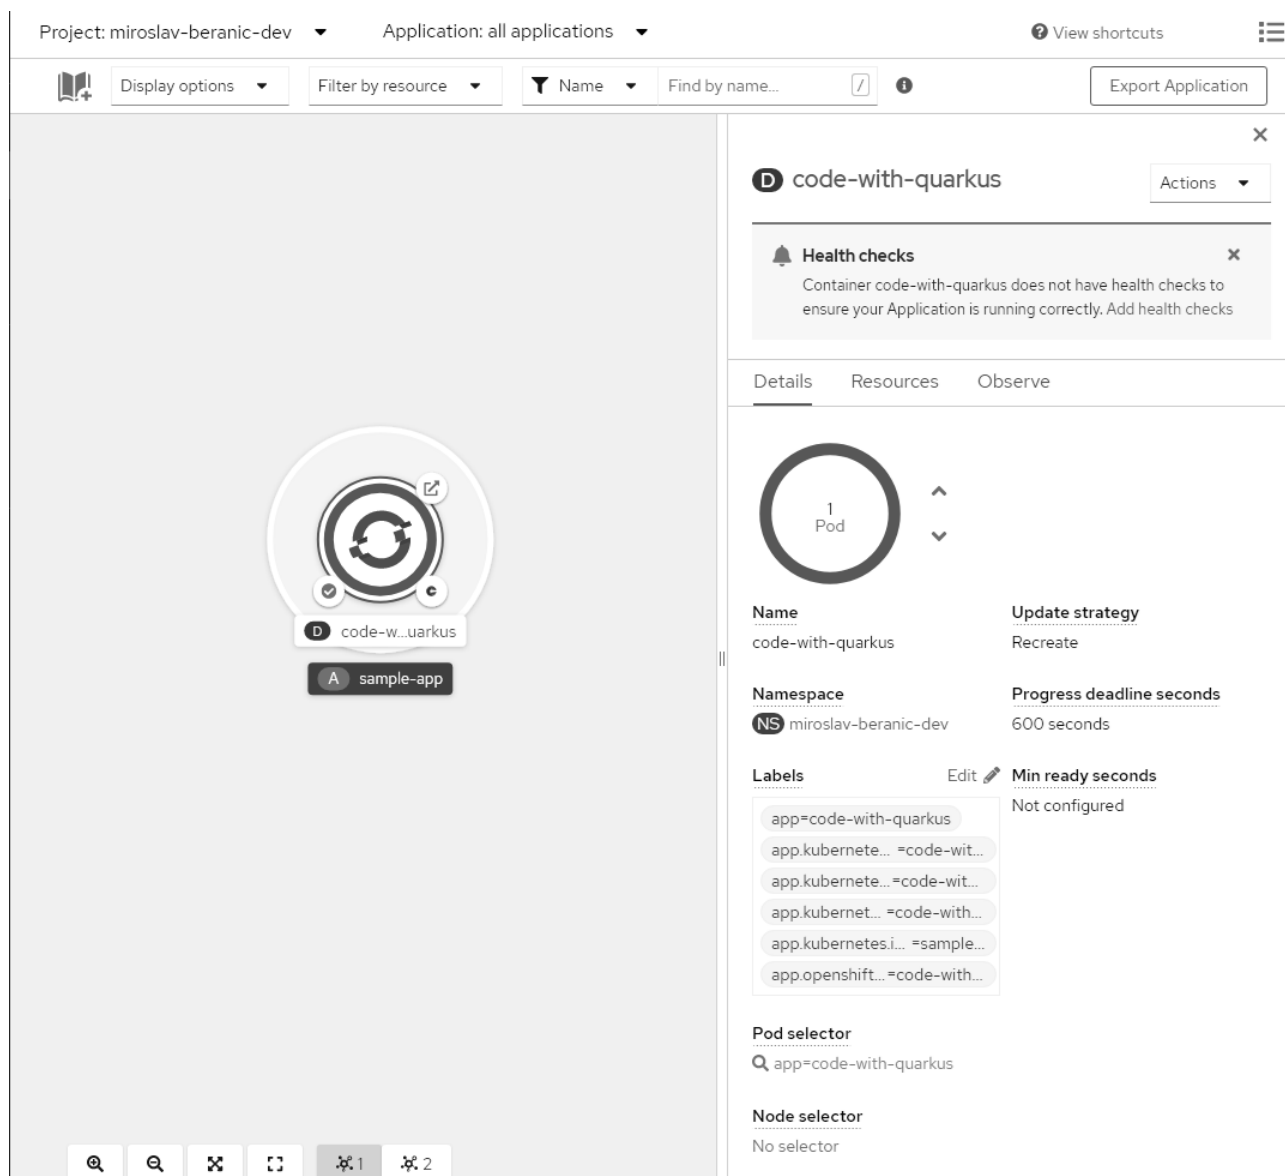 Project: miroslav-beranic-dev Application: all applications View shortcuts
Display options Filter by resource Name Find by name... / Export Application
D code-with-quarkus Actions
Health checks
Container code-with-quarkus does not have health checks to
ensure your Application is running correctly. Add health checks
Details Resources Observe
1
Pod
D code-w...uarkus
A sample-app
Name
code-with-quarkus
Update strategy
Recreate
Namespace
NS miroslav-beranic-dev
Progress deadline seconds
600 seconds
Labels Edit
app=code-with-quarkus
app.kubernete... =code-wit...
app.kubernete...=code-wit...
app.kubernet... =code-with...
app.kubernetes.i... =sample...
app.openshift...=code-with...
Min ready seconds
Not configured
Pod selector
app=code-with-quarkus
Node selector
No selector
1 2